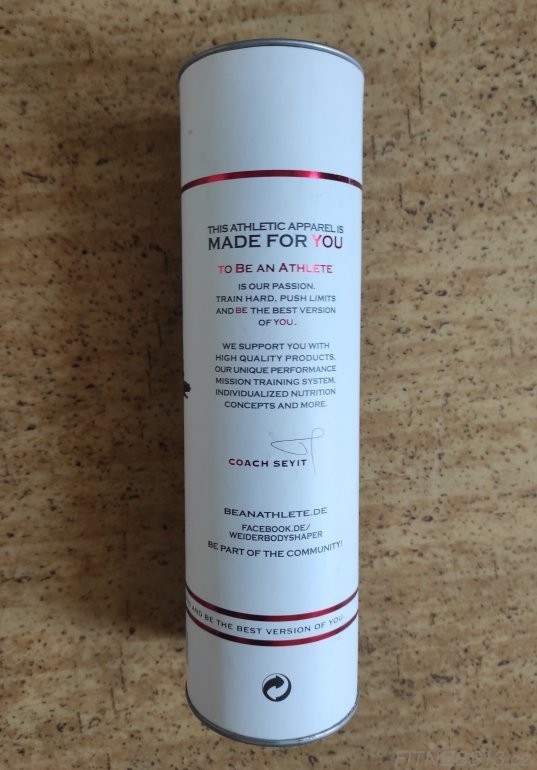 THIS ATHLETIC APPAREL IS
MADE FOR YOU
TO BE AN ATHLETE
IS OUR PASSION.
TRAIN HARD, PUSH LIMITS
AND BE THE BEST VERSION
OF YOU.
WE SUPPORT YOU WITH
HIGH QUALITY PRODUCTS,
OUR UNIQUE PERFORMANCE
MISSION TRAINING SYSTEM,
INDIVIDUALIZED NUTRITION
CONCEPTS AND MORE.
COACH SEYIT
BEANATHLETE.DE
FACEBOOK.DE/
WEIDERBODYSHAPER
BE PART OF THE COMMUNITY!
AND BE THE BEST VERSION OF YOU.